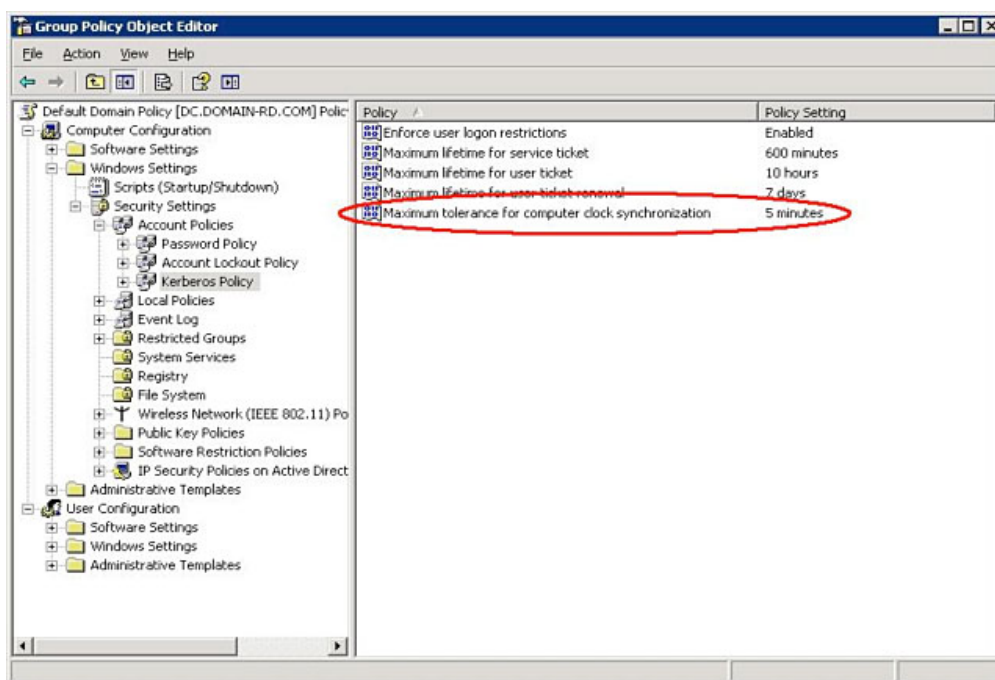 Group Policy Object Editor
File Action View Help
Default Domain Policy [DC.DOMAIN-RD.COM] Polic
Computer Configuration
Software Settings
Windows Settings
Scripts (Startup/Shutdown)
Security Settings
Account Policies
Password Policy
Account Lockout Policy
Kerberos Policy
Local Policies
Event Log
Restricted Groups
System Services
Registry
File System
Wireless Network (IEEE 802.11) Po
Public Key Policies
Software Restriction Policies
IP Security Policies on Active Direct
Administrative Templates
User Configuration
Software Settings
Windows Settings
Administrative Templates
Policy Policy Setting
Enforce user logon restrictions Enabled
Maximum lifetime for service ticket 600 minutes
Maximum lifetime for user ticket 10 hours
Maximum lifetime for user ticket renewal 7 days
Maximum tolerance for computer clock synchronization 5 minutes